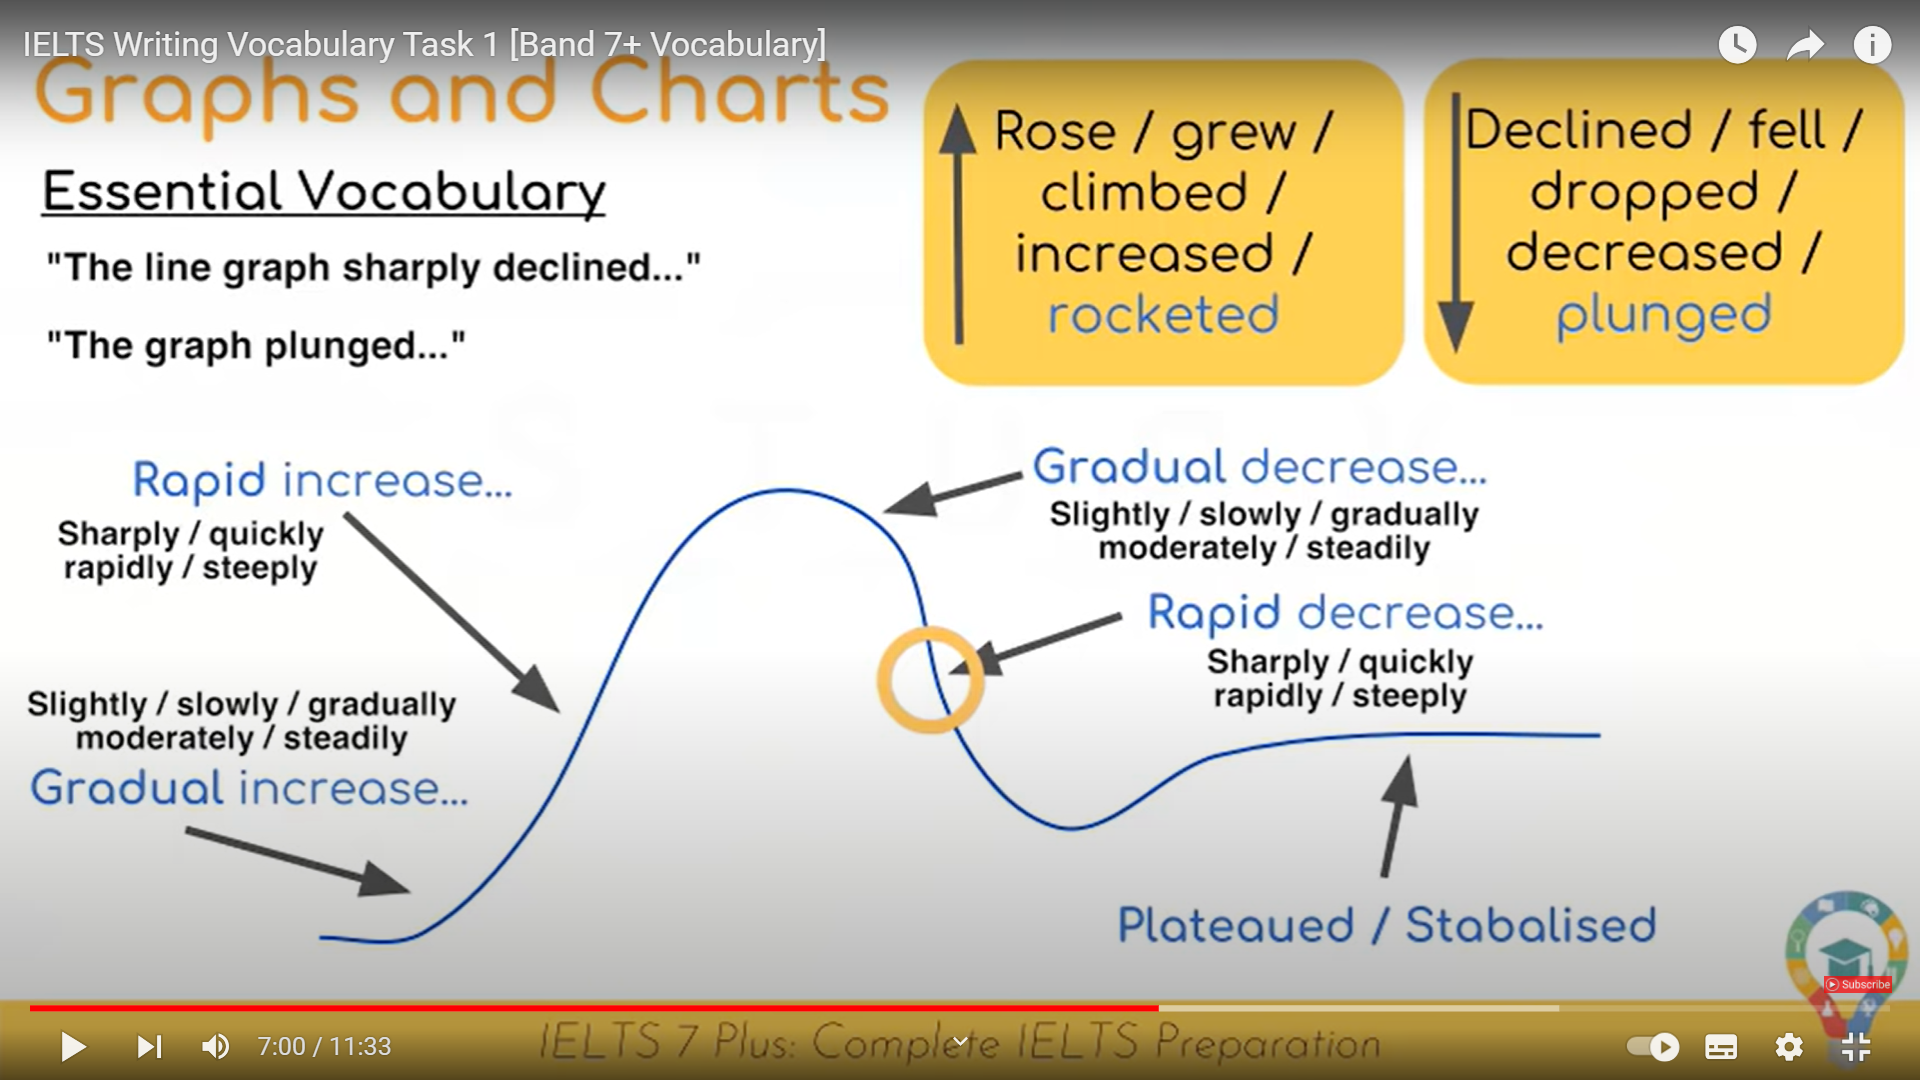 IELTS Writing Vocabulary Task 1 [Band 7+ Vocabulary]
Graphs and Charts
Essential Vocabulary
"The line graph sharply declined..."
"The graph plunged..."
Rose / grew /
climbed /
increased /
rocketed
Declined / fell /
dropped /
decreased /
plunged
Rapid increase...
Sharply / quickly
rapidly / steeply
Slightly / slowly / gradually
moderately / steadily
Gradual increase...
Gradual decrease...
Slightly / slowly / gradually
moderately / steadily
Rapid decrease...
Sharply / quickly
rapidly / steeply
Plateaued / Stabalised
Subscribe
7:00 / 11:33
IELTS 7 Plus: Complete IELTS Preparation